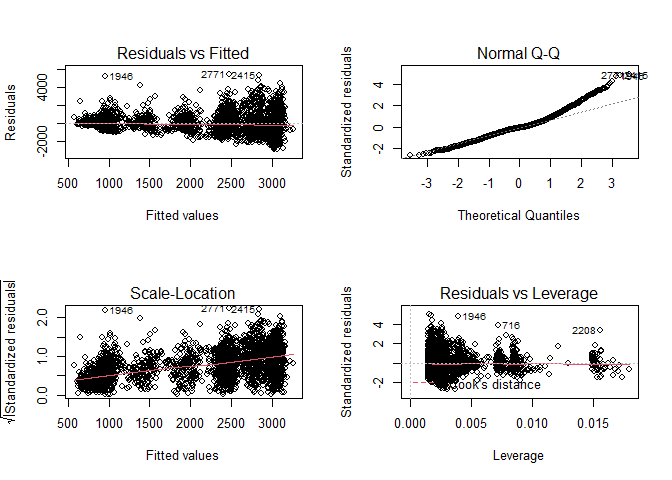 Residuals vs Fitted
Residuals
-2000 2000 4000
1946
2771
2415
500 1000 1500 2000 2500 3000
Fitted values
Normal Q-Q
Standardized residuals
-2 0 2 4
-3 -2 -1 0 1 2 3
Theoretical Quantiles
Scale-Location
√|Standardized residuals|
0.0 1.0 2.0
1946
2771
2415
500 1000 1500 2000 2500 3000
Fitted values
Residuals vs Leverage
Standardized residuals
-2 0 2 4
1946
716
2208
Cook's distance
0.000 0.005 0.010 0.015
Leverage